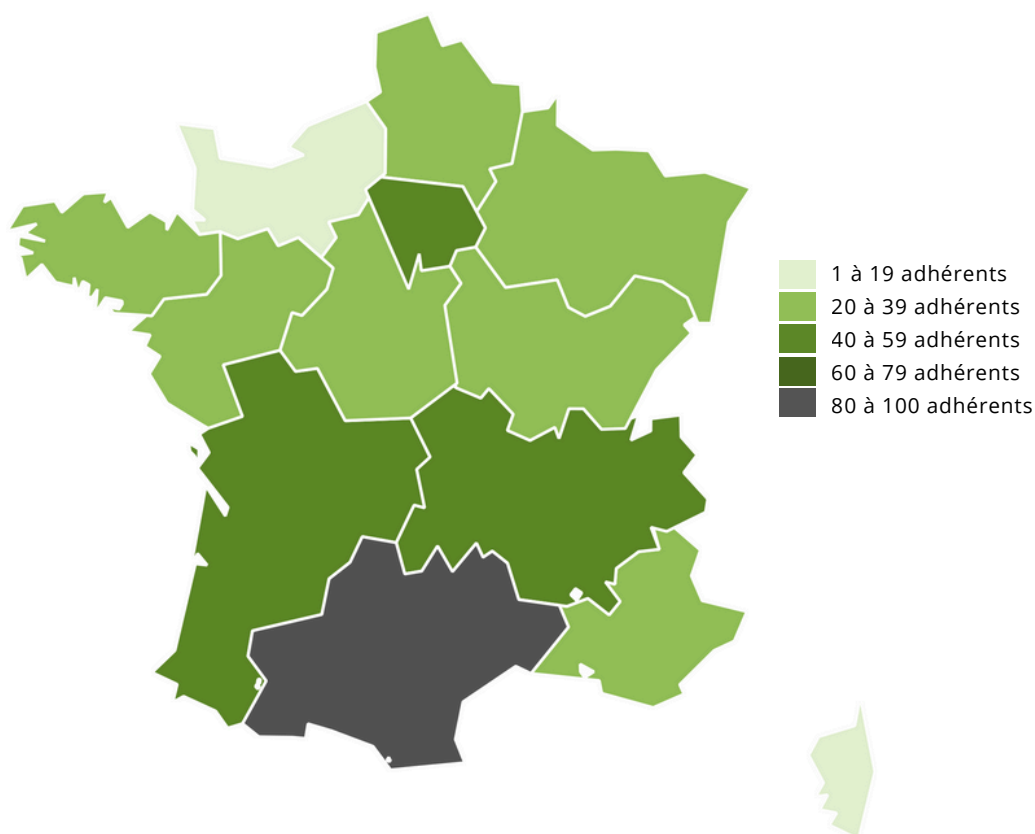 1 à 19 adhérents
20 à 39 adhérents
40 à 59 adhérents
60 à 79 adhérents
80 à 100 adhérents